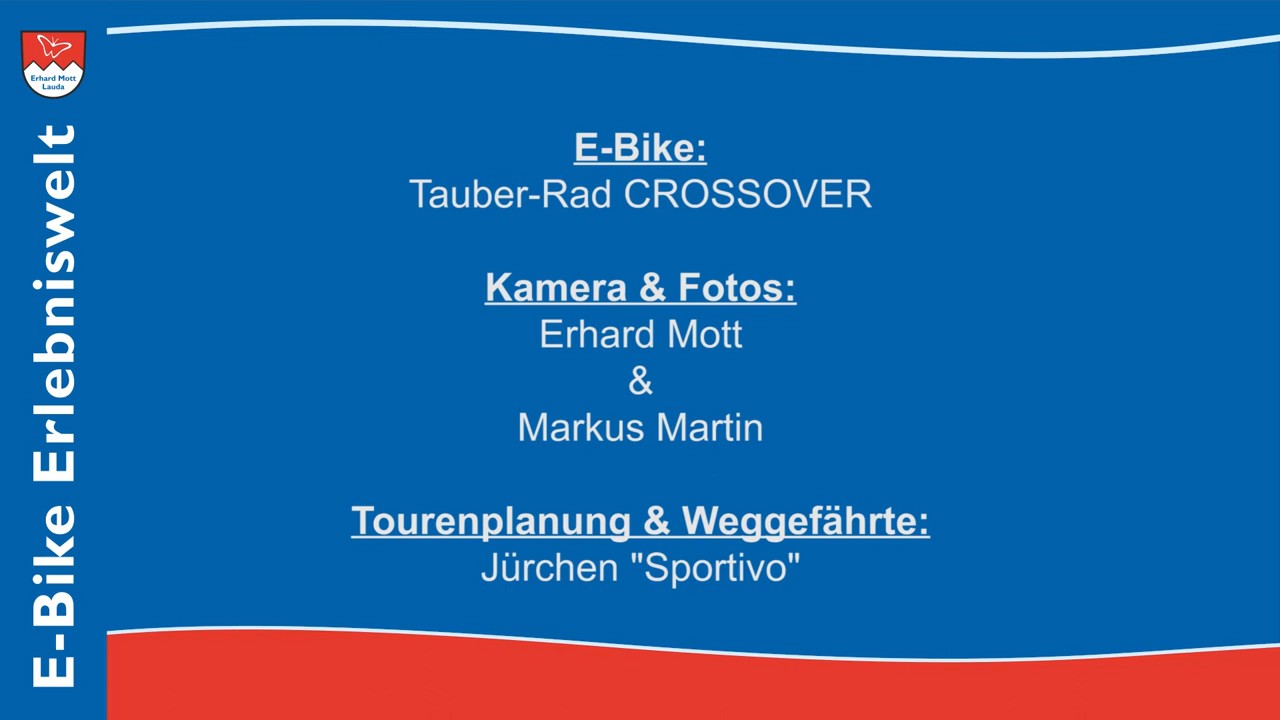 Erhard Mott
Lauda
E-Bike Erlebniswelt
E-Bike:
Tauber-Rad CROSSOVER
Kamera & Fotos:
Erhard Mott
&
Markus Martin
Tourenplanung & Weggefährte:
Jürchen "Sportivo"